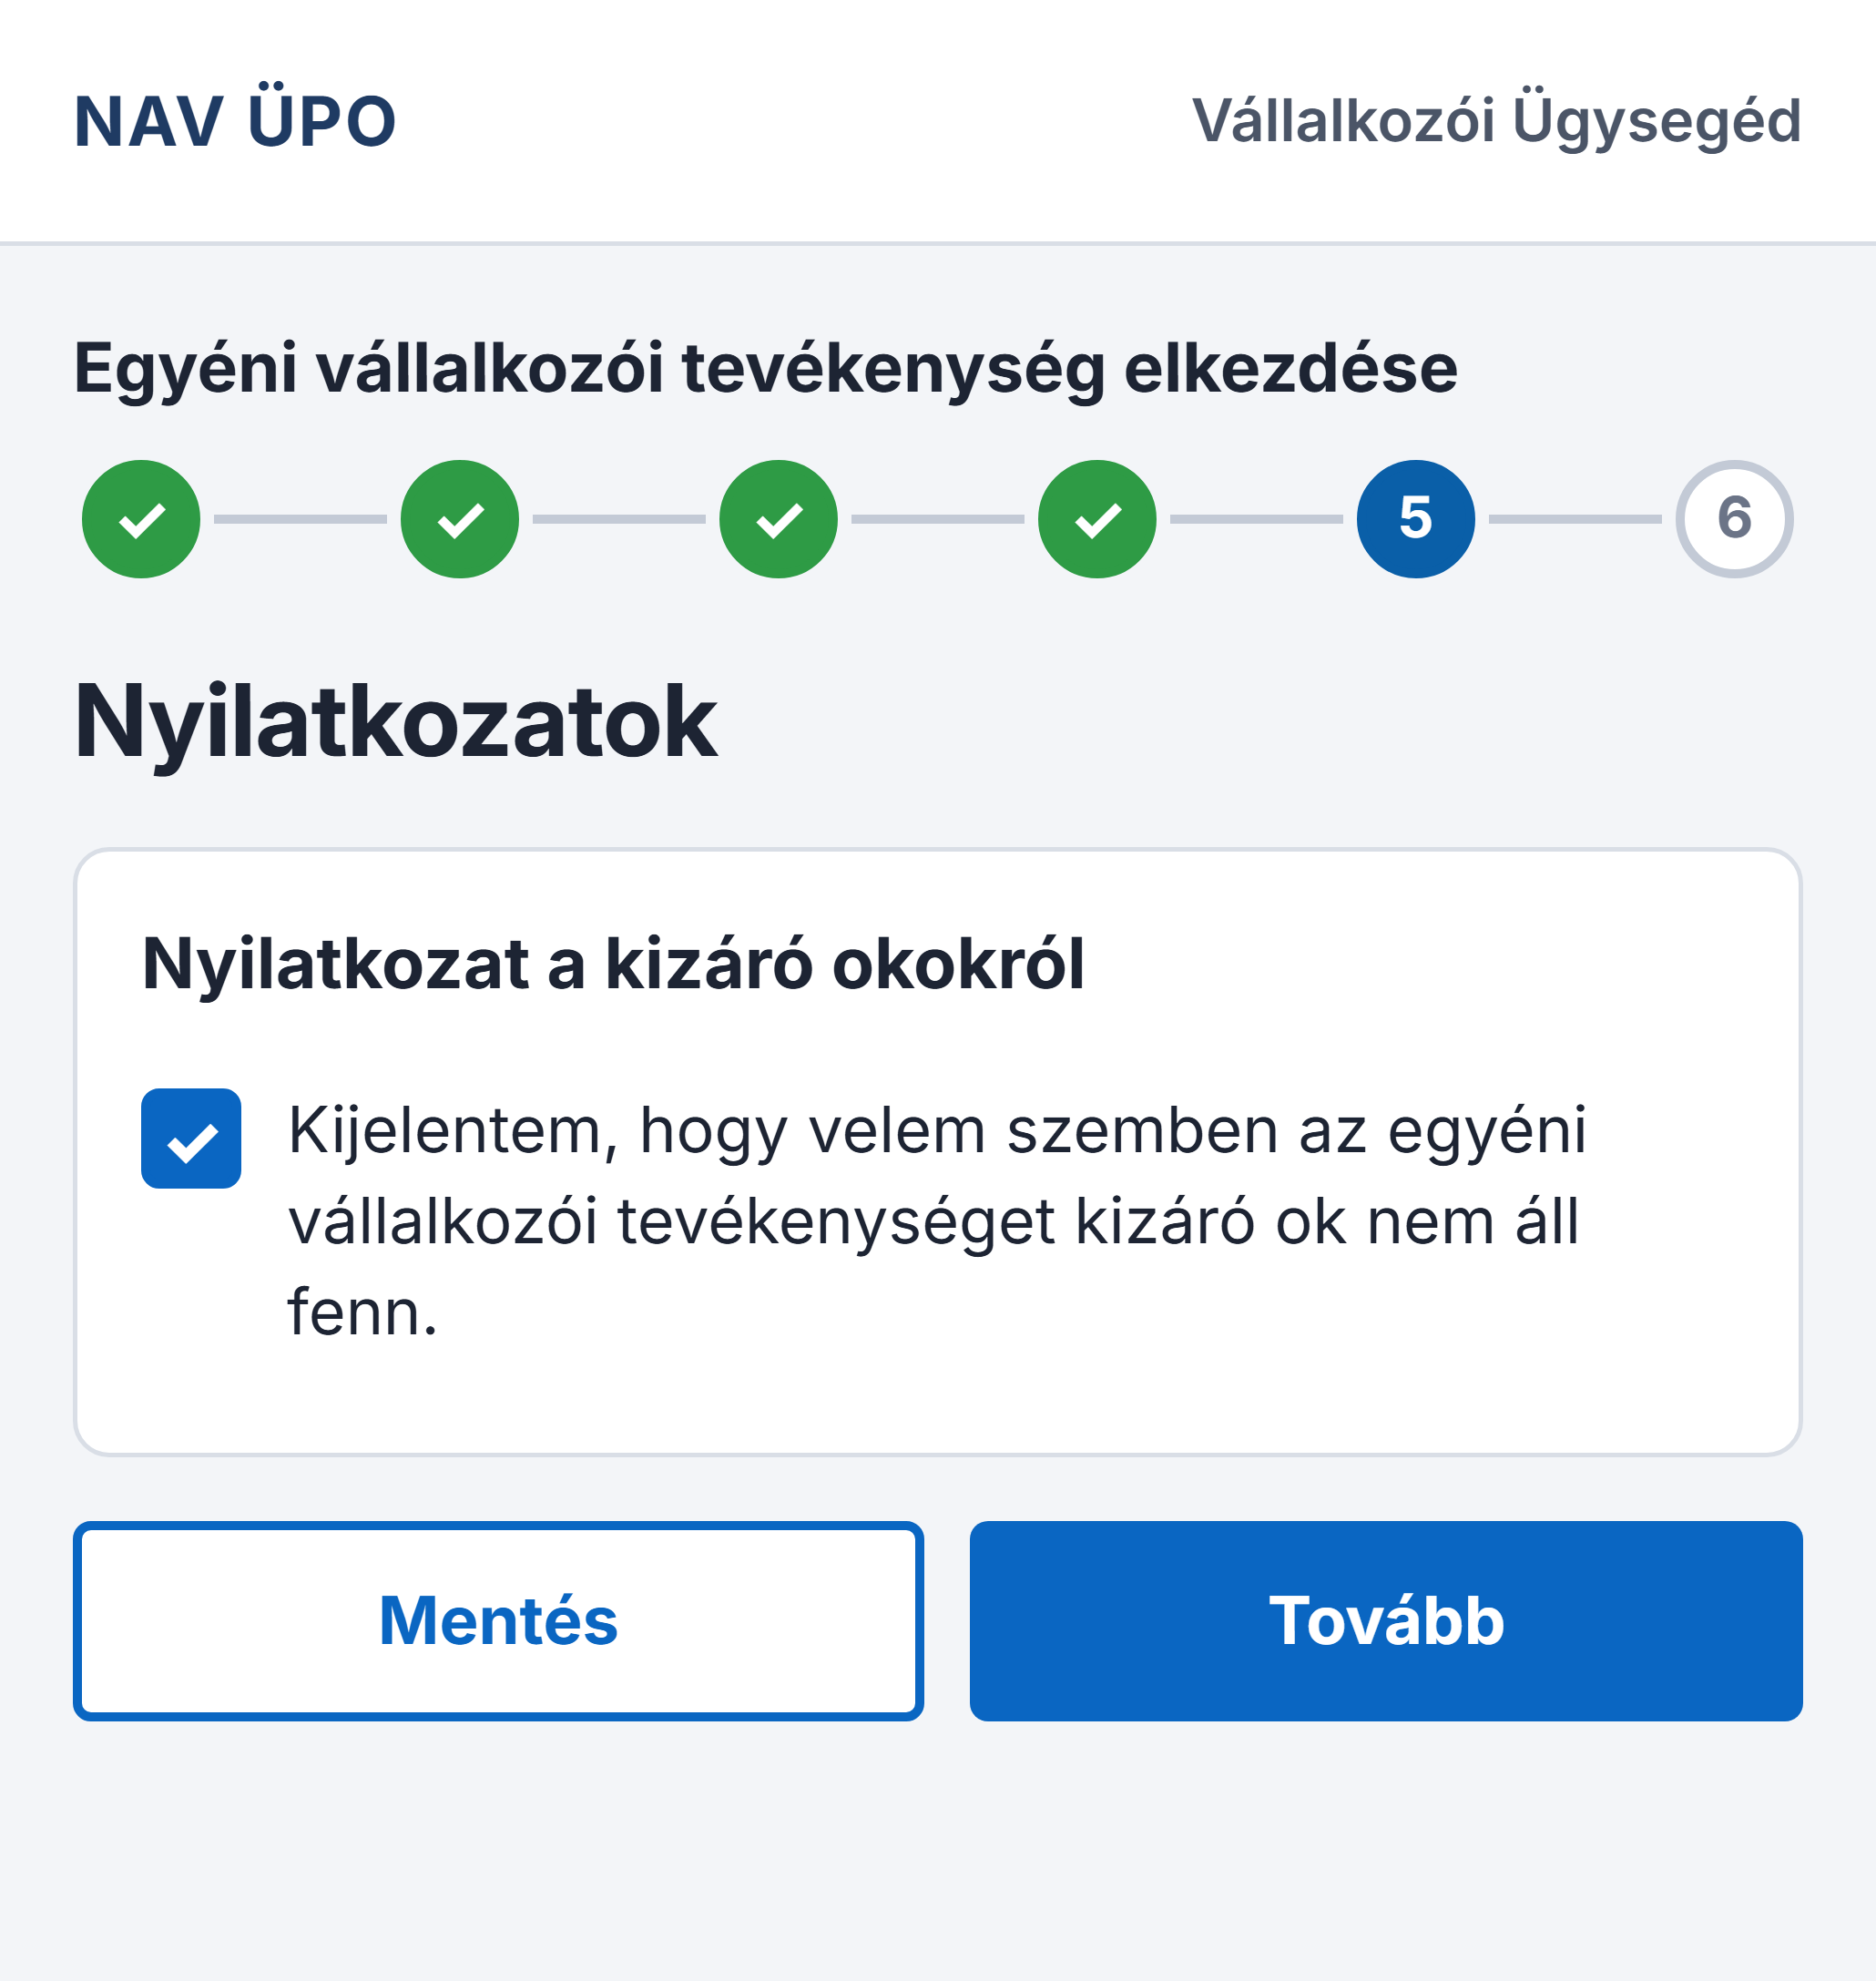 NAV ÜPO
Vállalkozói Ügysegéd
Egyéni vállalkozói tevékenység elkezdése
5
6
Nyilatkozatok
Nyilatkozat a kizáró okokról
Kijelentem, hogy velem szemben az egyéni
vállalkozói tevékenységet kizáró ok nem áll
fenn.
Mentés
Tovább